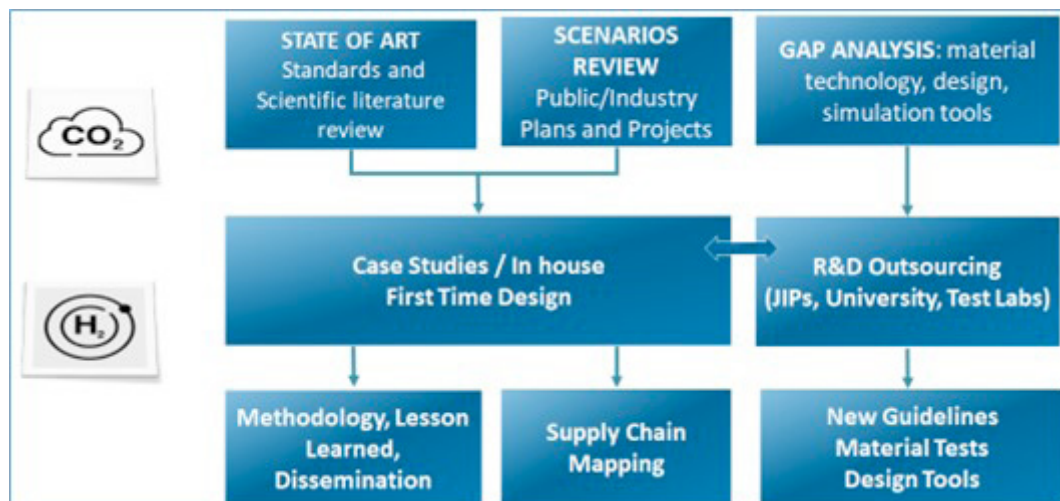 CO2
H2
STATE OF ART
Standards and
Scientific literature
review
SCENARIOS
REVIEW
Public/Industry
Plans and Projects
GAP ANALYSIS: material
technology, design,
simulation tools
Case Studies / In house
First Time Design
R&D Outsourcing
(JIPs, University, Test Labs)
Methodology, Lesson
Learned,
Dissemination
Supply Chain
Mapping
New Guidelines
Material Tests
Design Tools